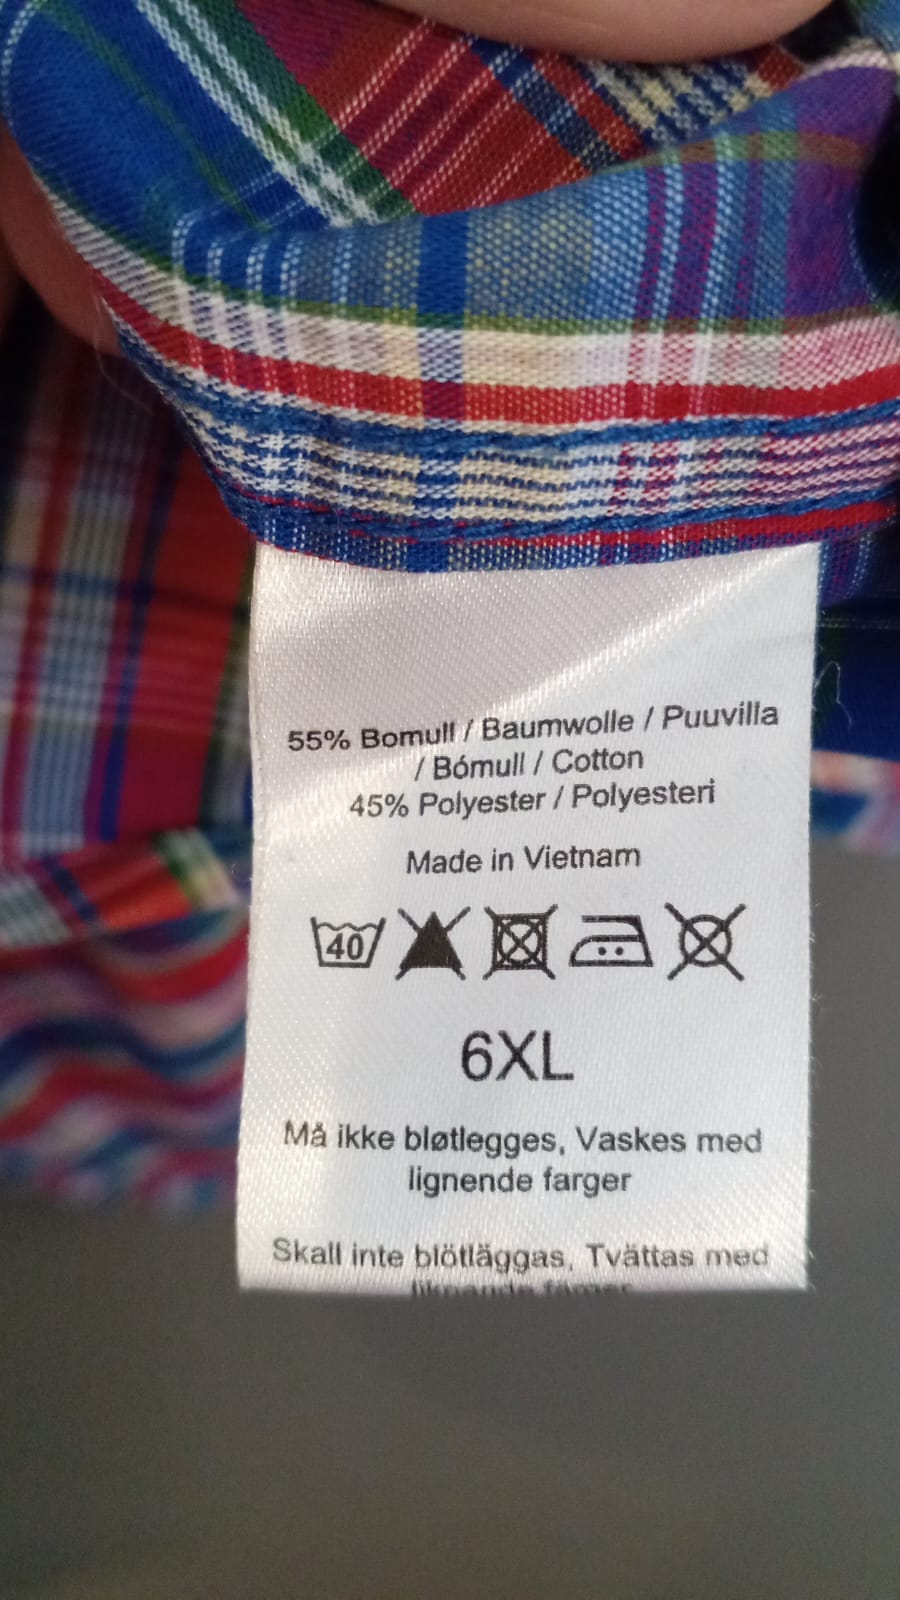 55% Bomull / Baumwolle / Puuvilla
/ Bómull / Cotton
45% Polyester / Polyesteri
Made in Vietnam
40
6XL
Må ikke bløtlegges, Vaskes med
lignende farger
Skall inte blötläggas, Tvättas med